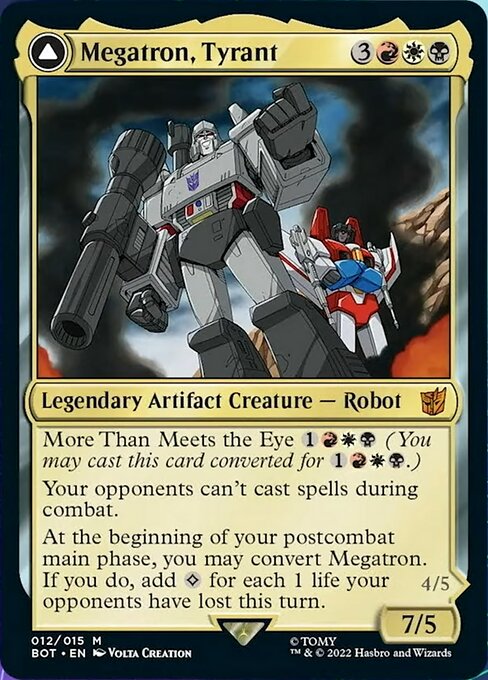 Megatron, Tyrant 3
Legendary Artifact Creature — Robot
More Than Meets the Eye 1 (You
may cast this card converted for 1 .)
Your opponents can't cast spells during
combat.
At the beginning of your postcombat
main phase, you may convert Megatron.
If you do, add for each 1 life your
opponents have lost this turn.
4/5
7/5
012/015 M
BOT • EN Volta Creation
© TOMY
™ & © 2022 Hasbro and Wizards